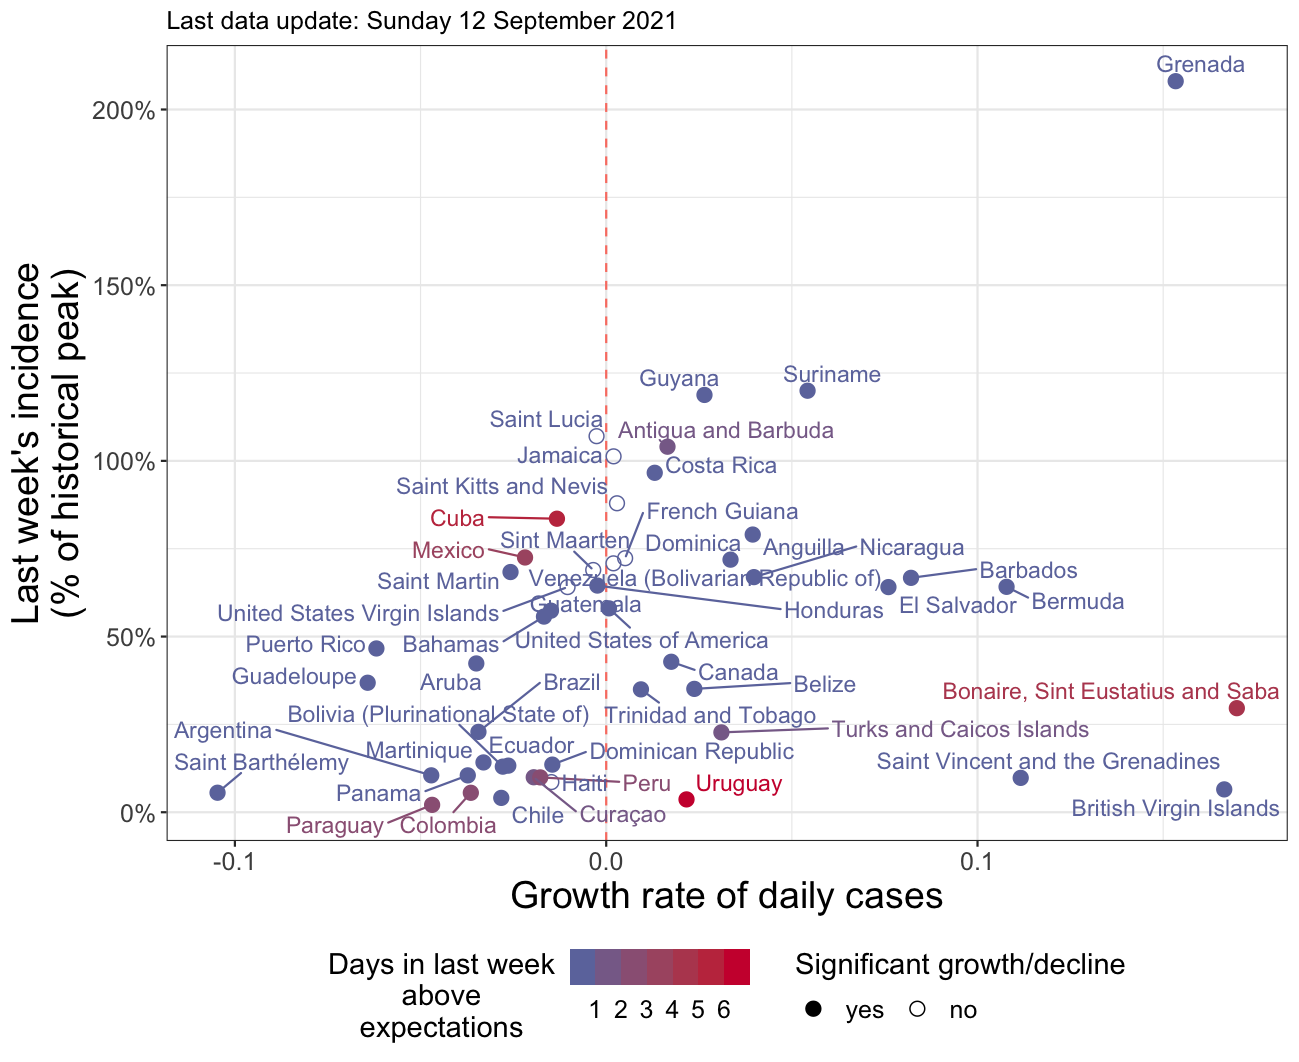 Last data update: Sunday 12 September 2021
Last week's incidence
(% of historical peak)
200%
150%
100%
50%
0%
Grenada
Suriname
Guyana
Saint Lucia
Antigua and Barbuda
Jamaica
Costa Rica
Saint Kitts and Nevis
French Guiana
Cuba
Sint Maarten
Dominica
Anguilla
Nicaragua
Mexico
Barbados
Saint Martin
Venezuela (Bolivarian Republic of)
Guatemala
El Salvador
Bermuda
Honduras
United States Virgin Islands
United States of America
Puerto Rico
Bahamas
Guadeloupe
Aruba
Canada
Brazil
Belize
Bonaire, Sint Eustatius and Saba
Bolivia (Plurinational State of)
Trinidad and Tobago
Argentina
Turks and Caicos Islands
Martinique
Ecuador
Dominican Republic
Saint Barthélemy
Saint Vincent and the Grenadines
Panama
Haiti
Peru
Uruguay
British Virgin Islands
Paraguay
Colombia
Chile
Curaçao
-0.1
0.0
0.1
Growth rate of daily cases
Days in last week
above
expectations
1 2 3 4 5 6
Significant growth/decline
yes
no